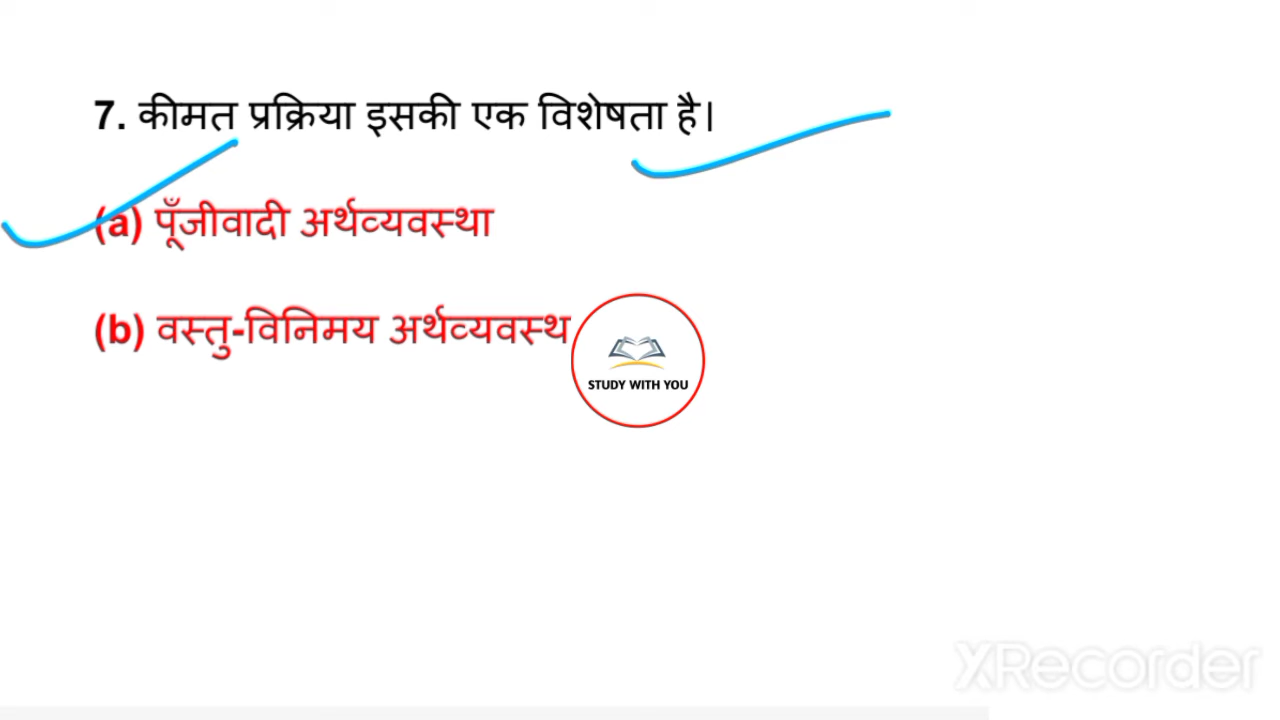 7. कीमत प्रक्रिया इसकी एक विशेषता है।
(a) पूँजीवादी अर्थव्यवस्था
(b) वस्तु-विनिमय अर्थव्यवस्थ
STUDY WITH YOU
XRecorder